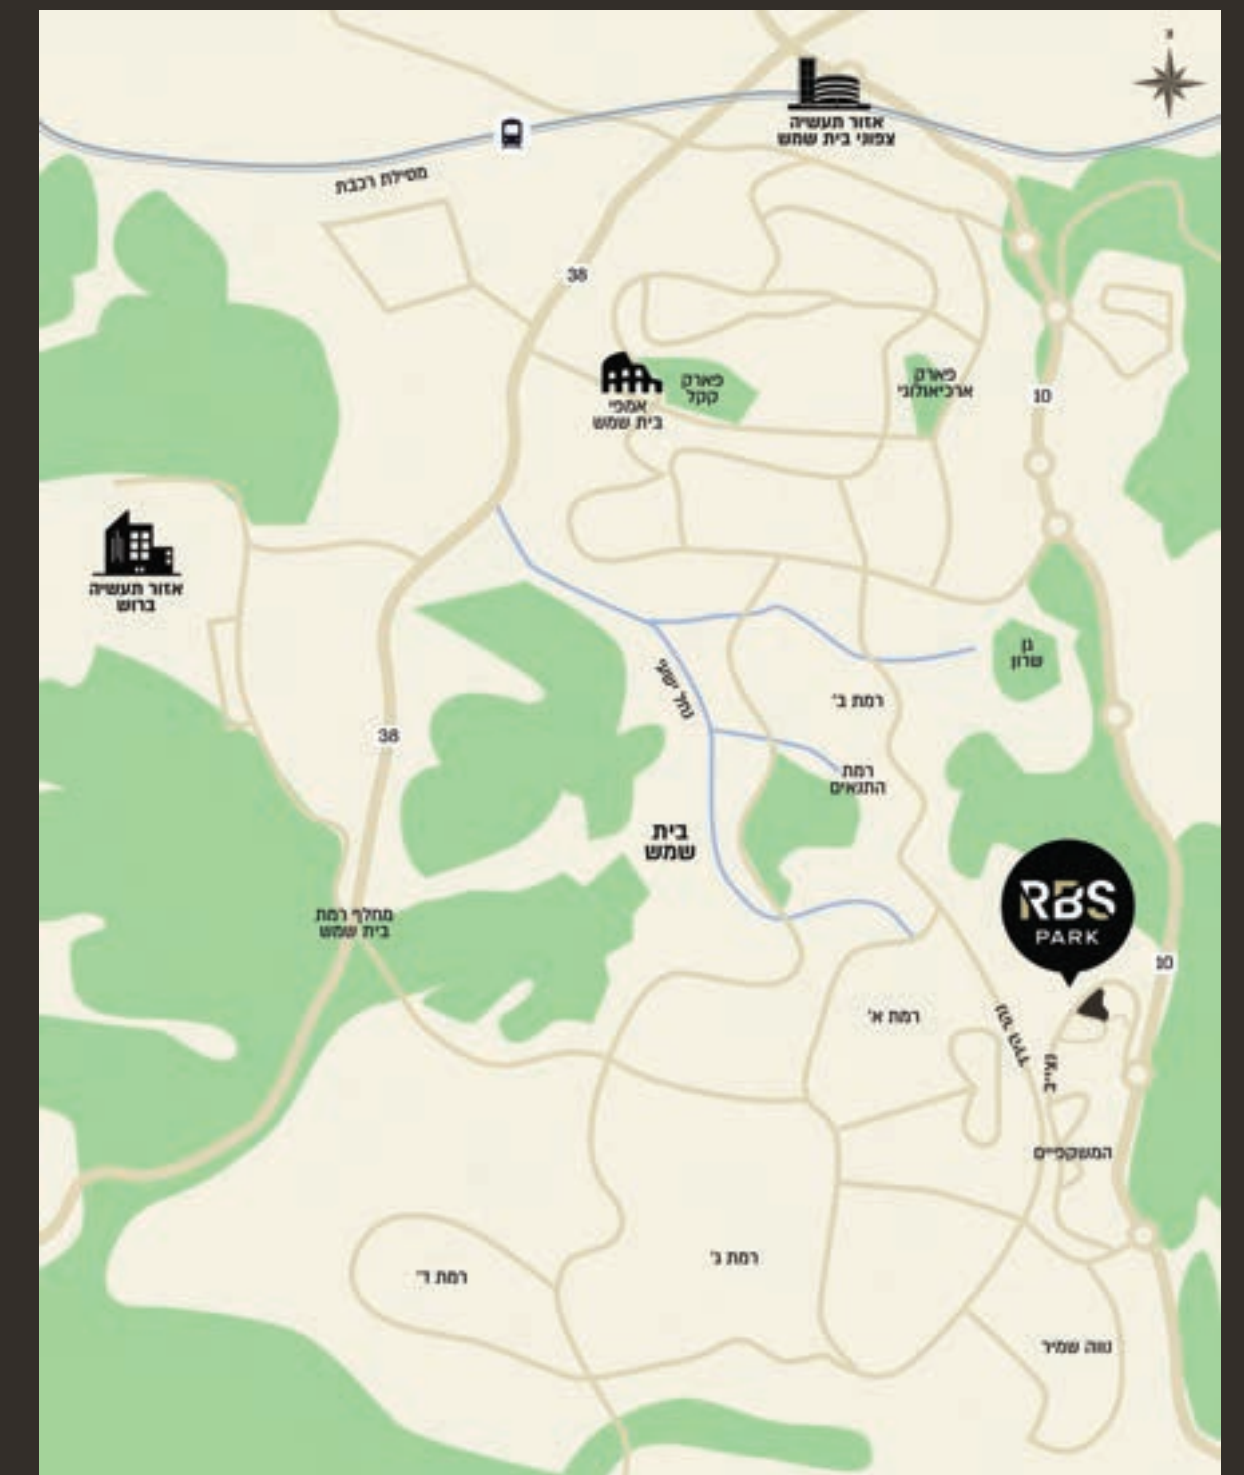 צ
אזור תעשיה
צפוני בית שמש
מסילת רכבת
38
פארק
קקל
פארק
ארכיאולוגי
10
אמפי
בית שמש
אזור תעשיה
ברוש
גן
שרון
נחל ישעי
רמת ב'
38
רמת
התנאים
בית
שמש
RBS
PARK
מחלף רמת
בית שמש
10
רמת א'
נהר הירדן
המשקפיים
רמת ג'
רמת ד'
נווה שמיר